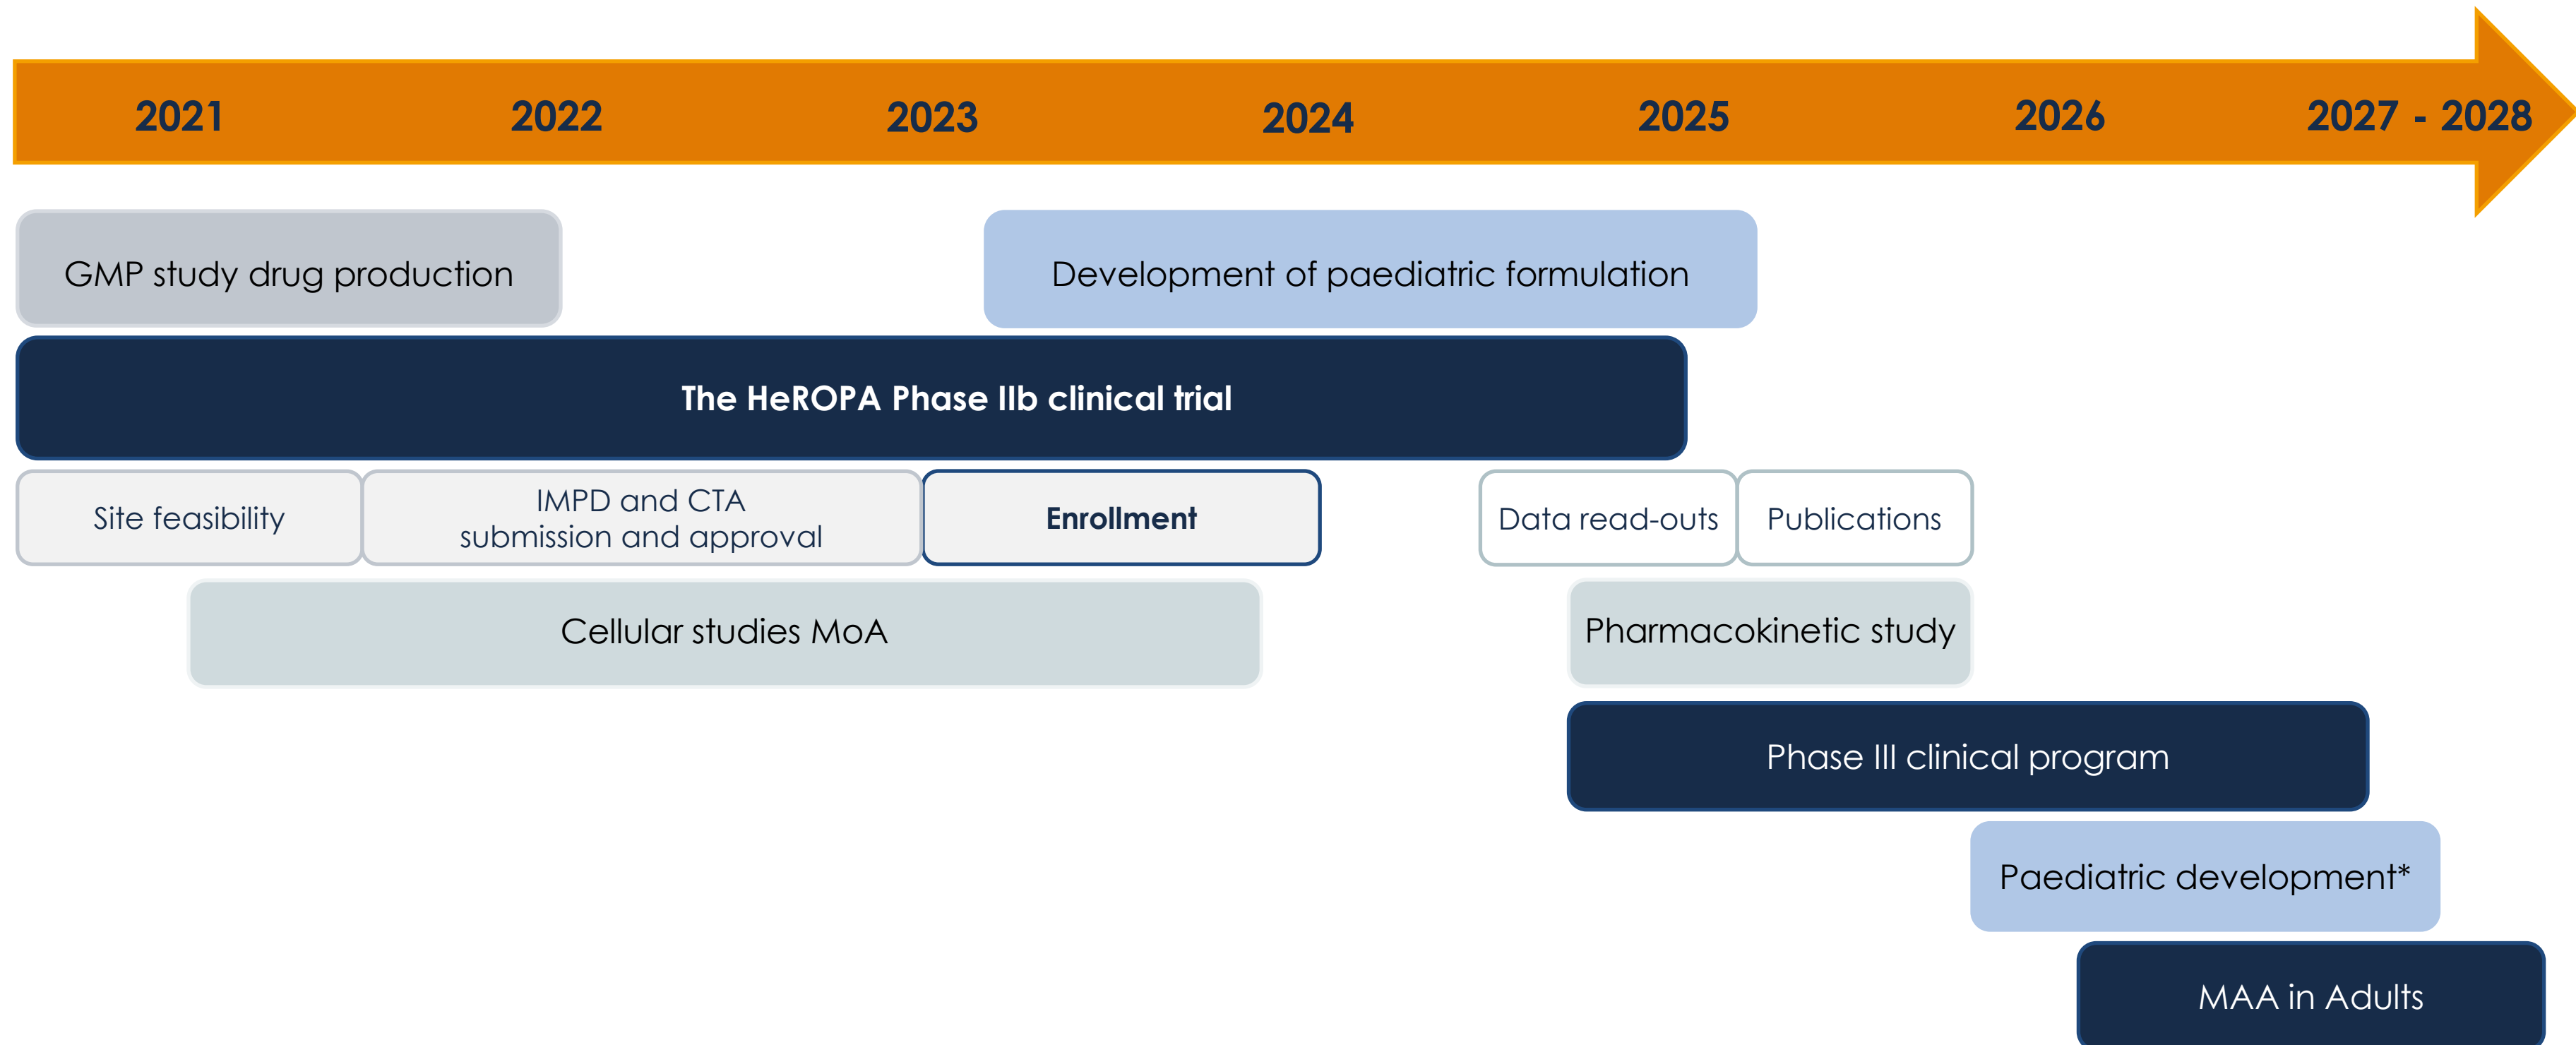 2021 2022 2023 2024 2025 2026 2027 - 2028
GMP study drug production
Development of paediatric formulation
The HeROPA Phase IIb clinical trial
Site feasibility
IMPD and CTA
submission and approval
Enrollment
Data read-outs
Publications
Cellular studies MoA
Pharmacokinetic study
Phase III clinical program
Paediatric development*
MAA in Adults